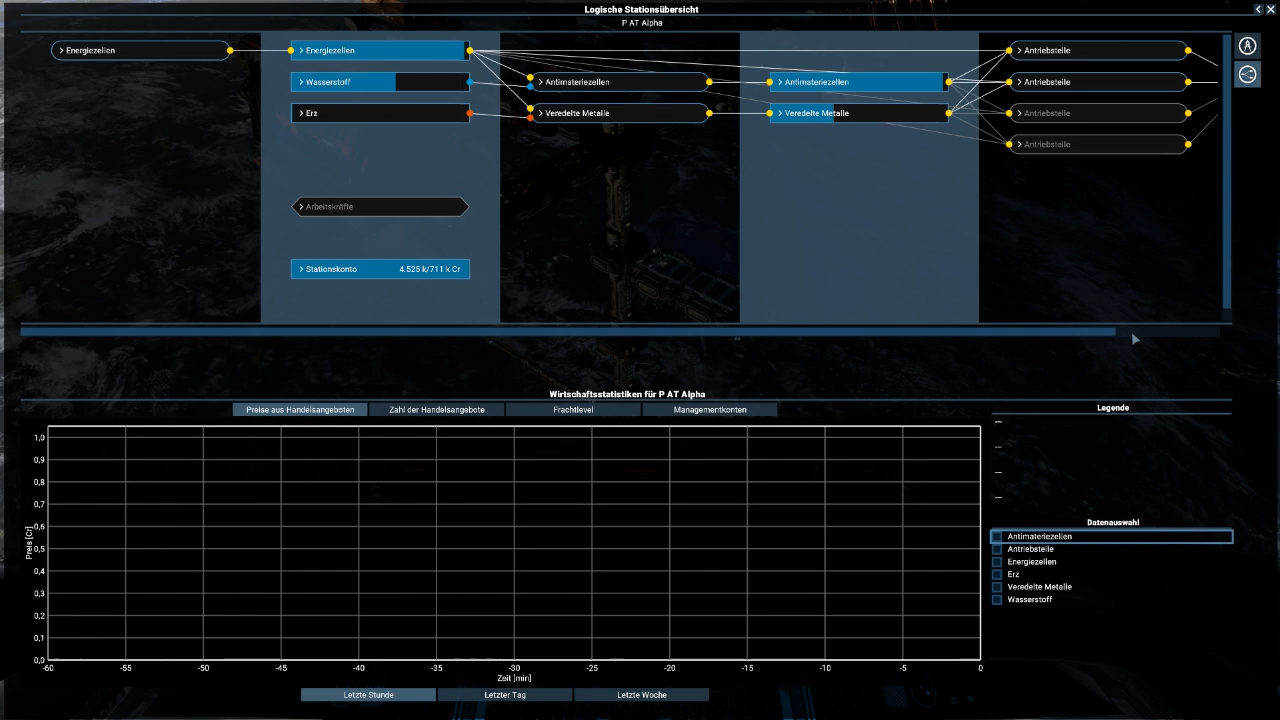 Logische Stationsübersicht
P AT Alpha
Energiezellen
Energiezellen
Antriebsteile
Wasserstoff
Antimateriezellen
Antimateriezellen
Antriebsteile
Erz
Veredelte Metalle
Veredelte Metalle
Antriebsteile
Antriebsteile
Arbeitskräfte
Stationskonto 4.525 k/711 k Cr
Wirtschaftsstatistiken für P AT Alpha
Preise aus Handelsangeboten
Zahl der Handelsangebote
Frachtlevel
Managementkonten
Legende
---
---
---
---
1,0
0,9
0,8
0,7
0,6
0,5
0,4
0,3
0,2
0,1
0,0
Preis [Cr]
-60 -55 -50 -45 -40 -35 -30 -25 -20 -15 -10 -5 0
Zeit [min]
Datenauswahl
Antimateriezellen
Antriebsteile
Energiezellen
Erz
Veredelte Metalle
Wasserstoff
Letzte Stunde
Letzter Tag
Letzte Woche